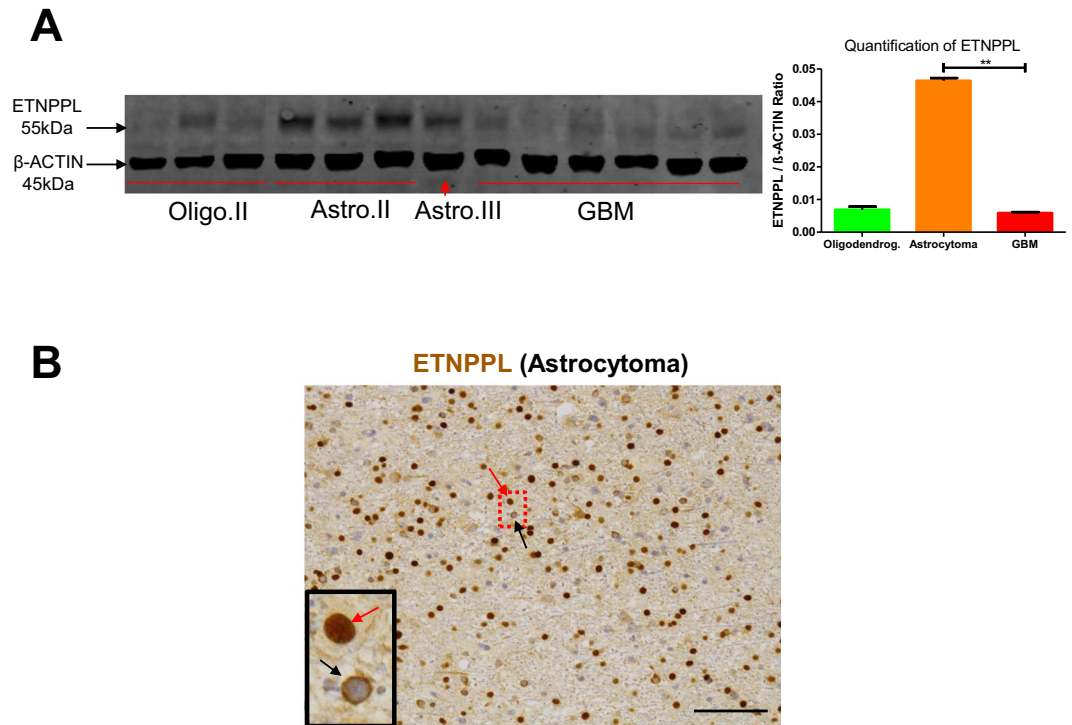 A
ETNPPL
55kDa
ß-ACTIN
45kDa
Oligo.II
Astro.II
Astro.III
GBM
Quantification of ETNPPL
ETNPPL / ß-ACTIN Ratio
0.05
0.04
0.03
0.02
0.01
0.00
**
Oligodendrog.
Astrocytoma
GBM
B
ETNPPL (Astrocytoma)